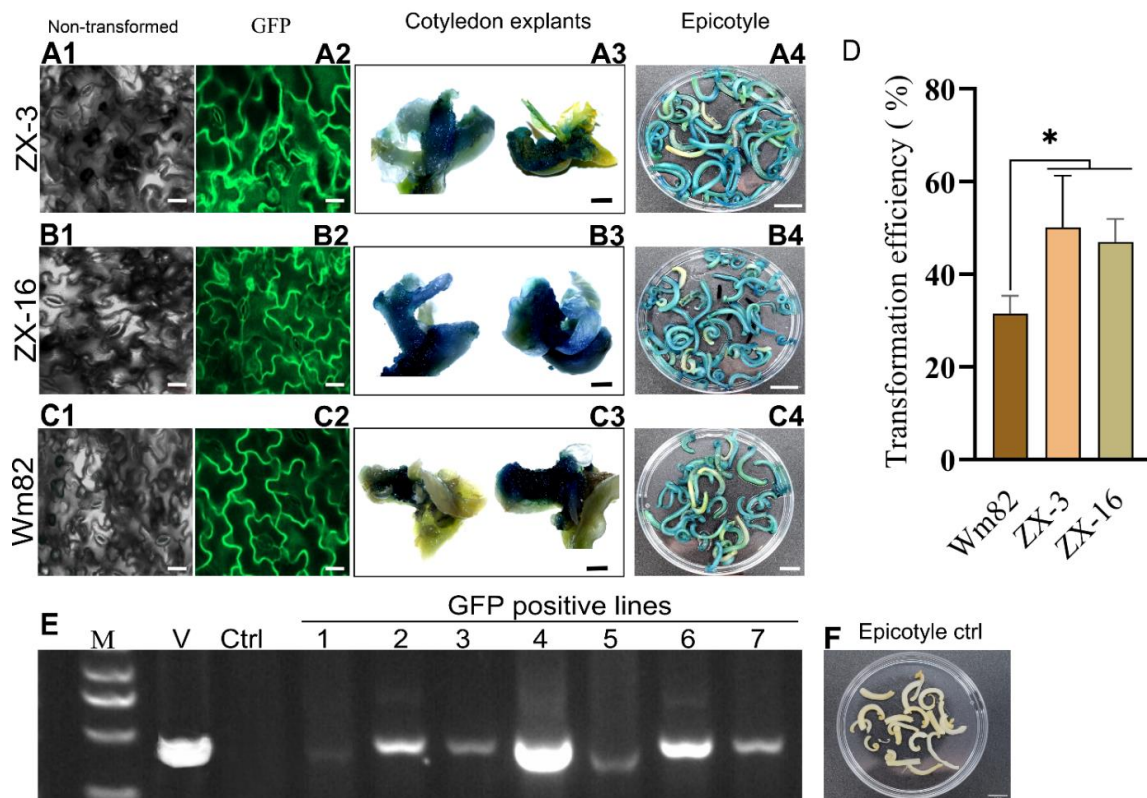 Non-transformed GFP Cotyledon explants Epicotyle
A1 A2 A3 A4
ZX-3
B1 B2 B3 B4
ZX-16
C1 C2 C3 C4
Wm82
D
Transformation efficiency ( %)
80
60
40
20
0
*
Wm82 ZX-3 ZX-16
GFP positive lines
E M V Ctrl 1 2 3 4 5 6 7
F Epicotyle ctrl